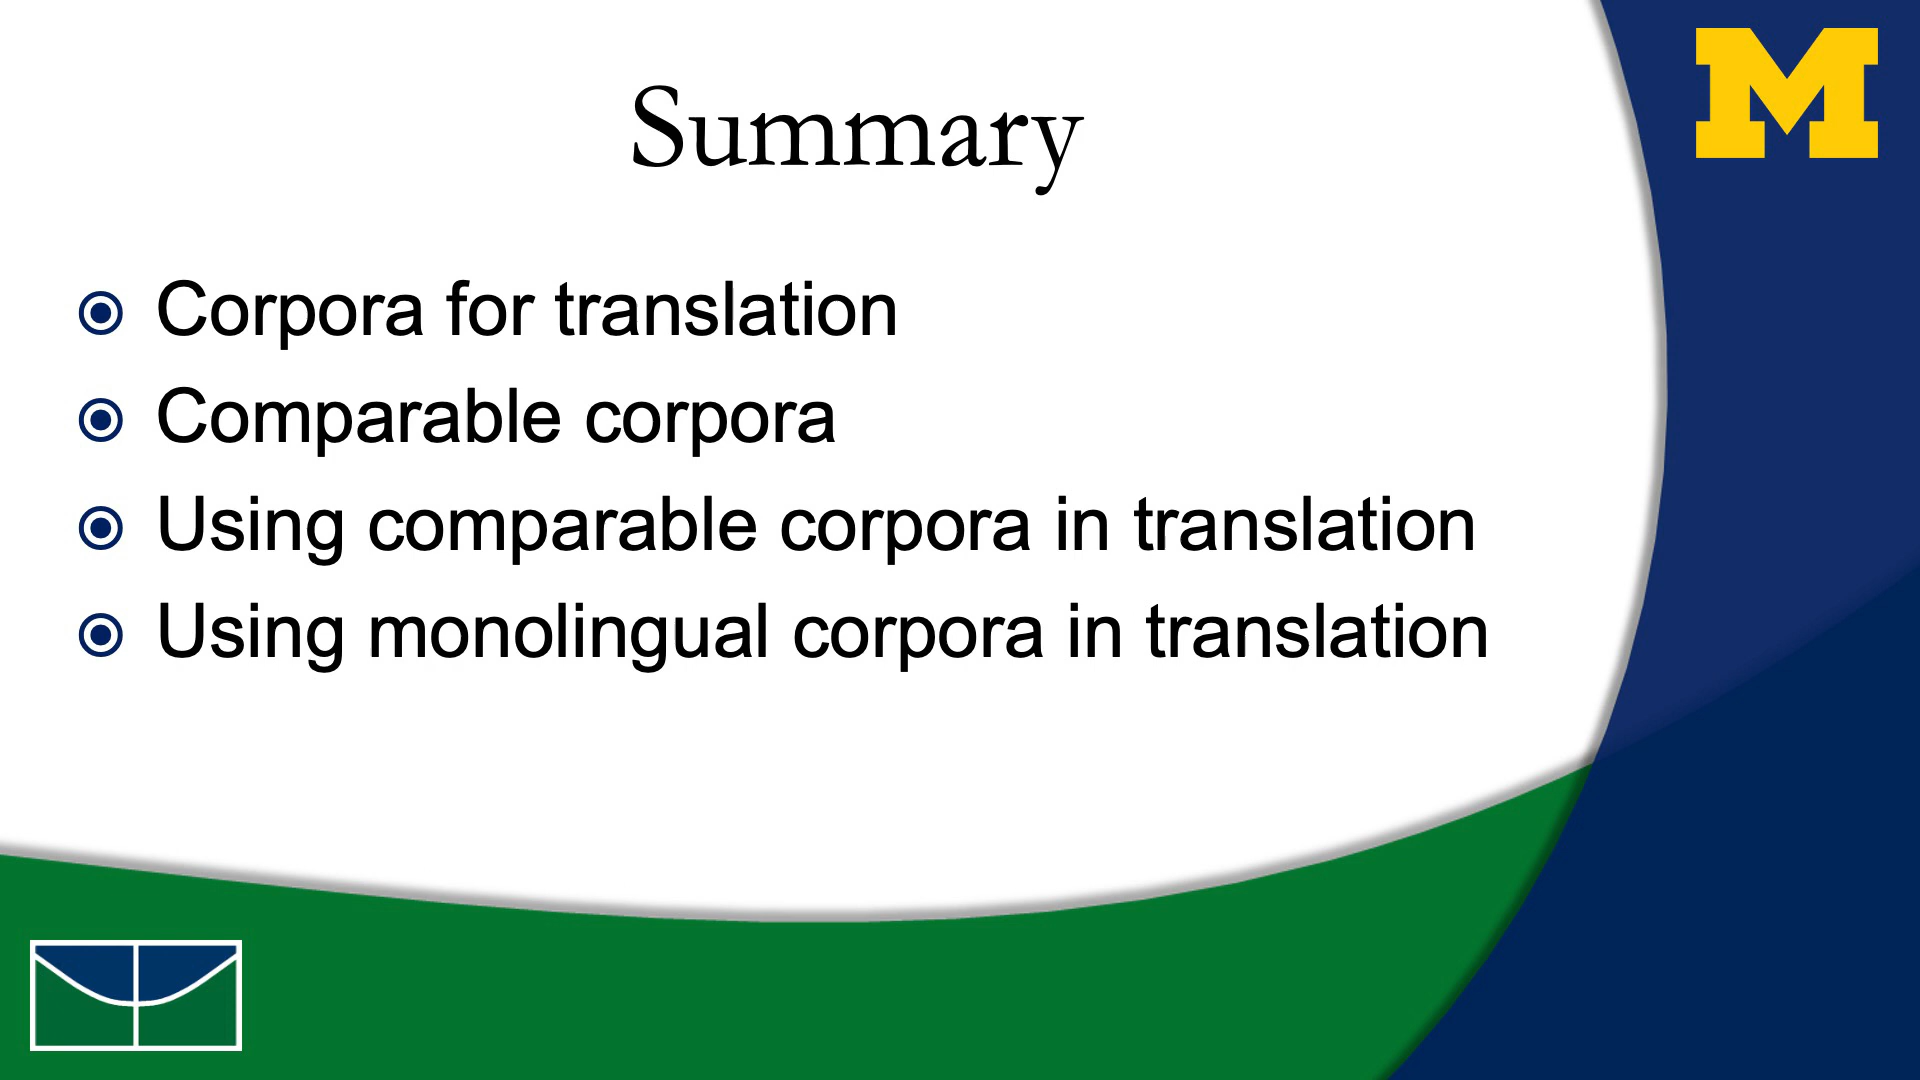 M
Summary
Corpora for translation
Comparable corpora
Using comparable corpora in translation
Using monolingual corpora in translation